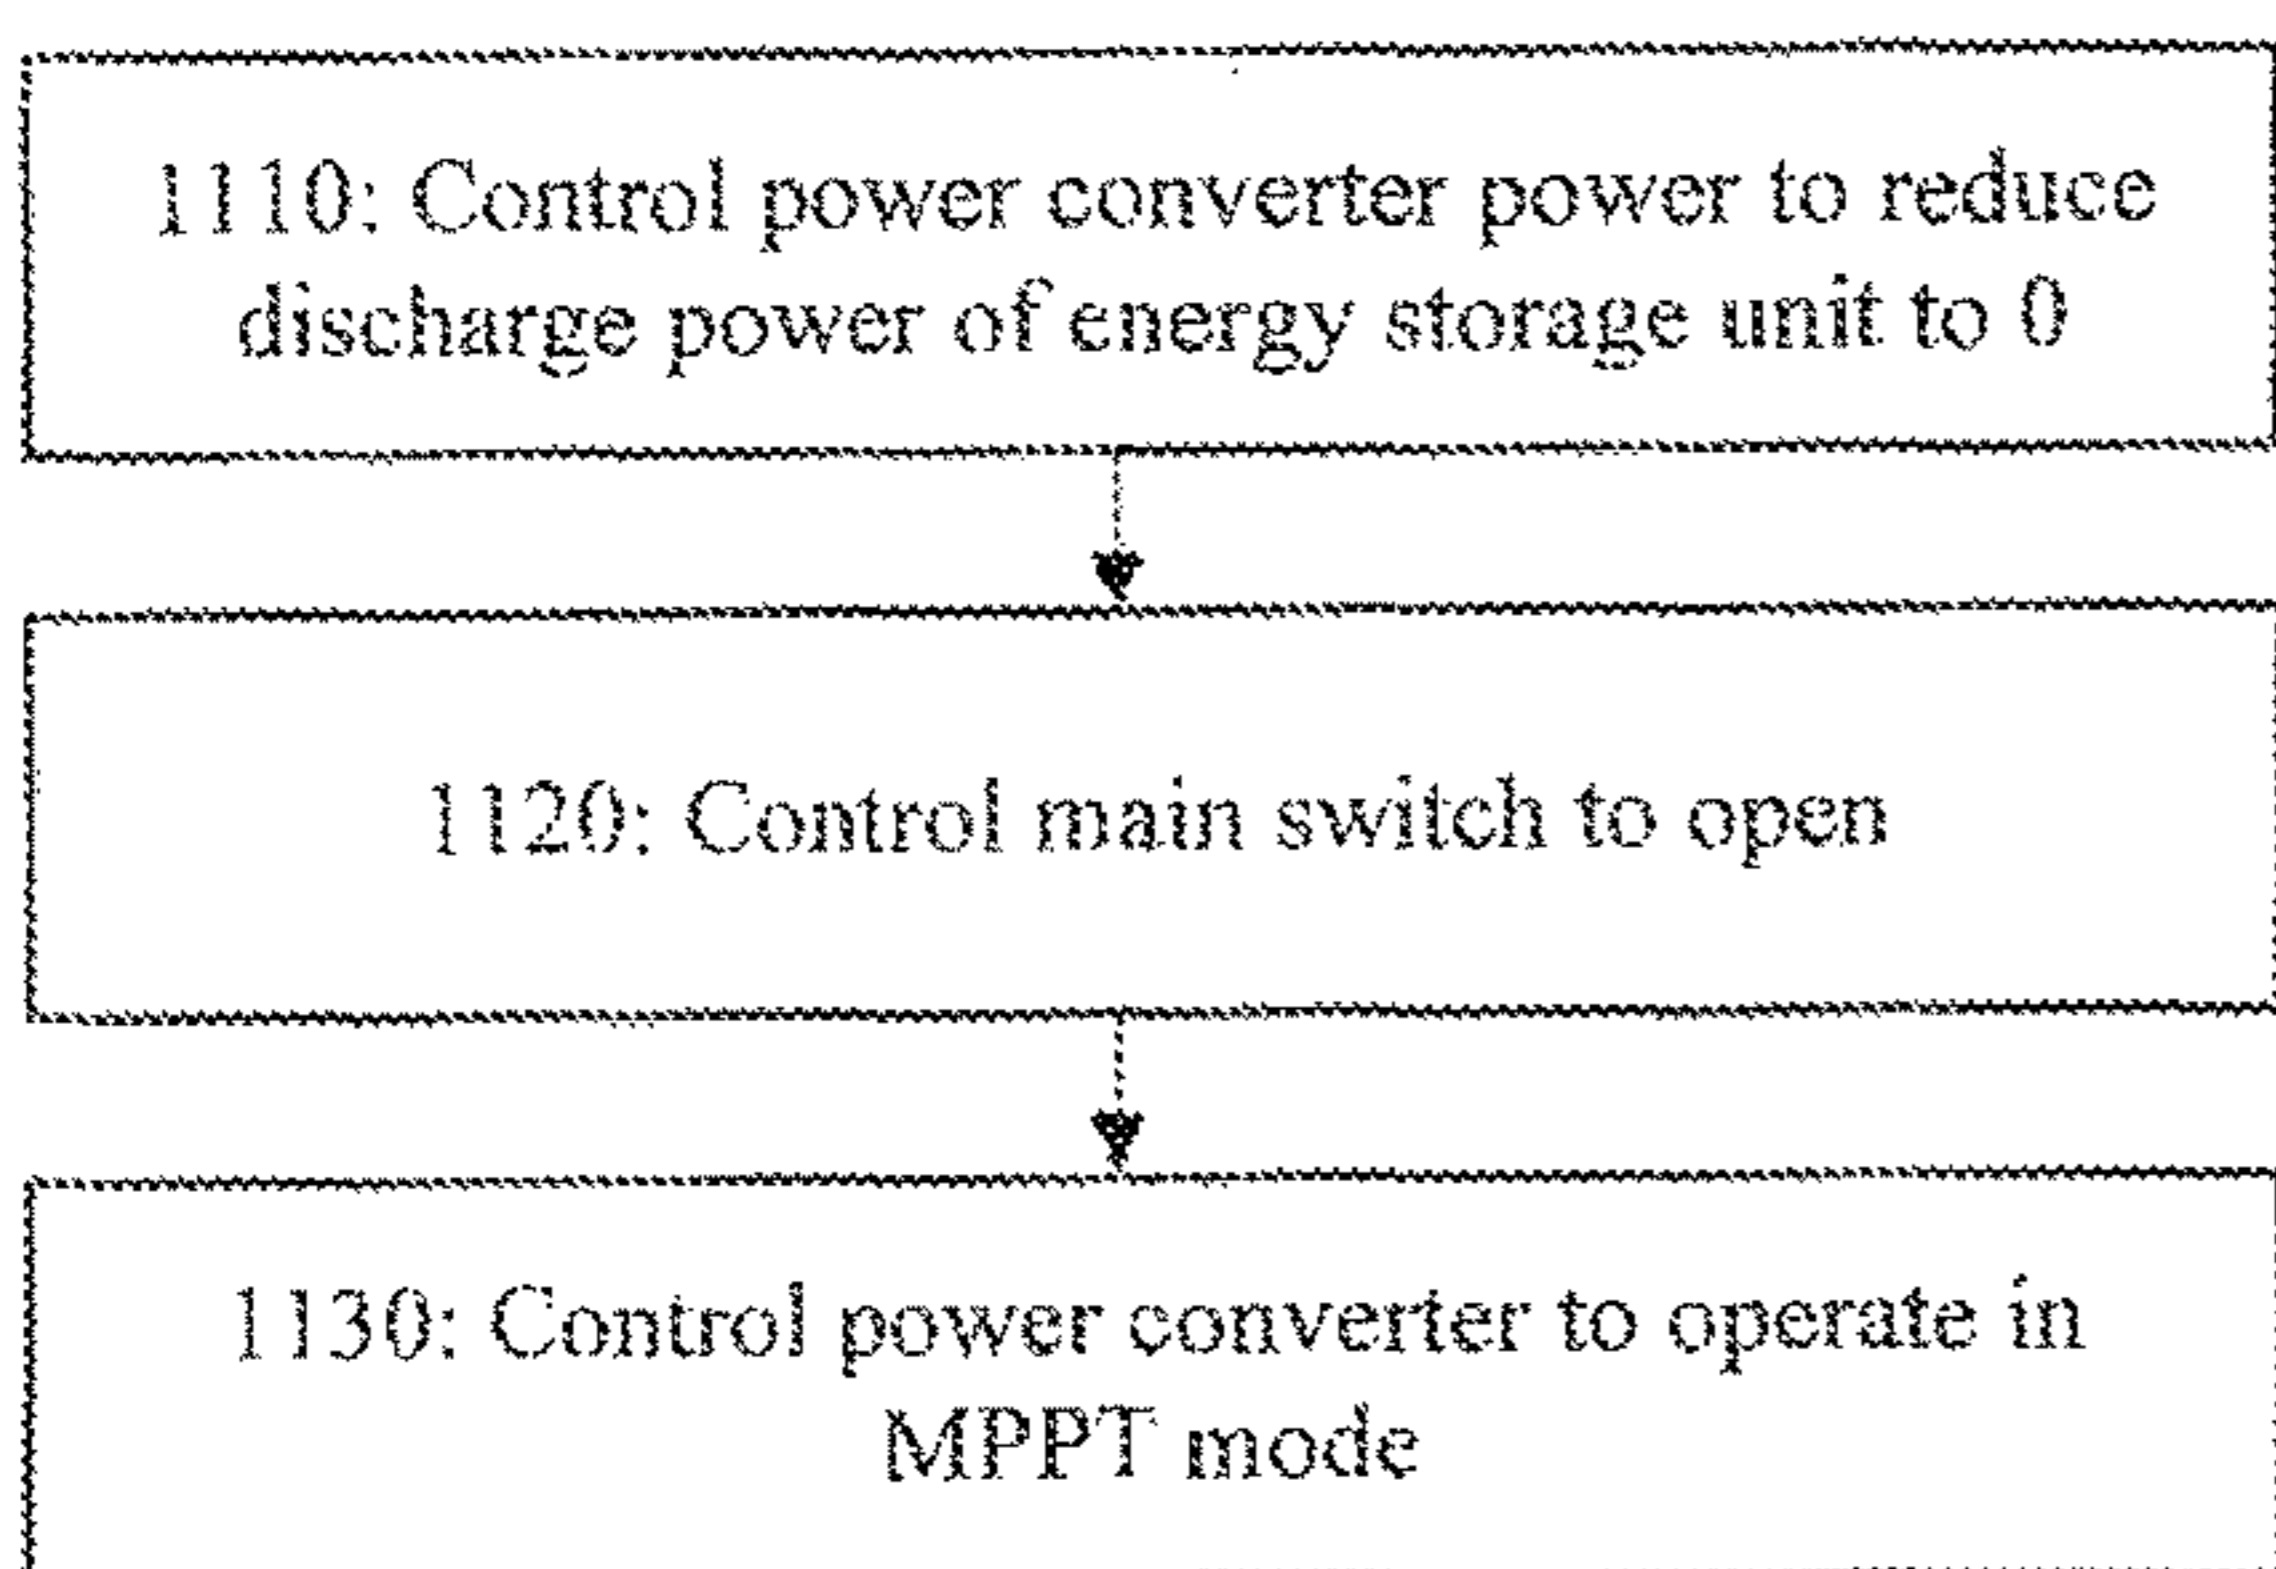 1110: Control power converter power to reduce
discharge power of energy storage unit to 0
1120: Control main switch to open
1130: Control power converter to operate in
MPPT mode